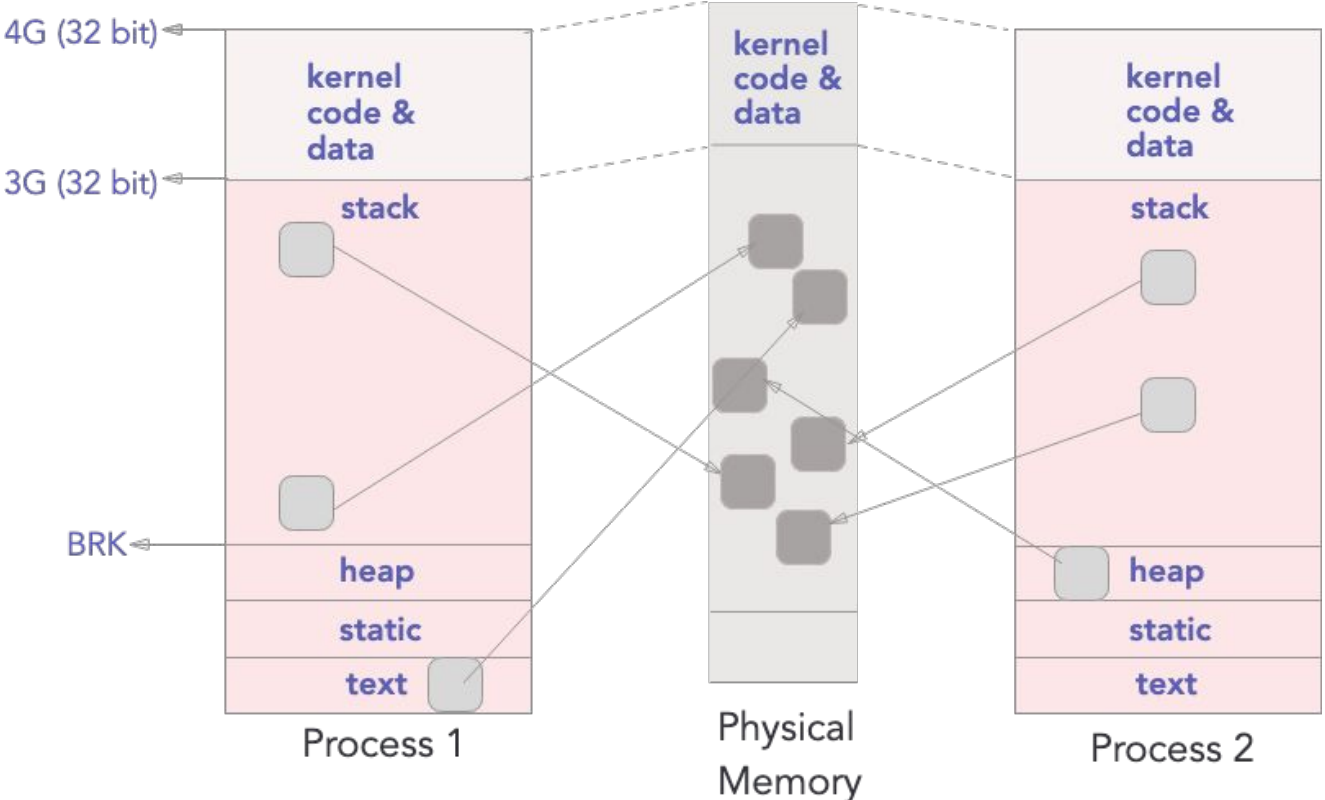 4G (32 bit)
kernel
code &
data
3G (32 bit)
stack
BRK
heap
static
text
Process 1
kernel
code &
data
Physical
Memory
kernel
code &
data
stack
heap
static
text
Process 2